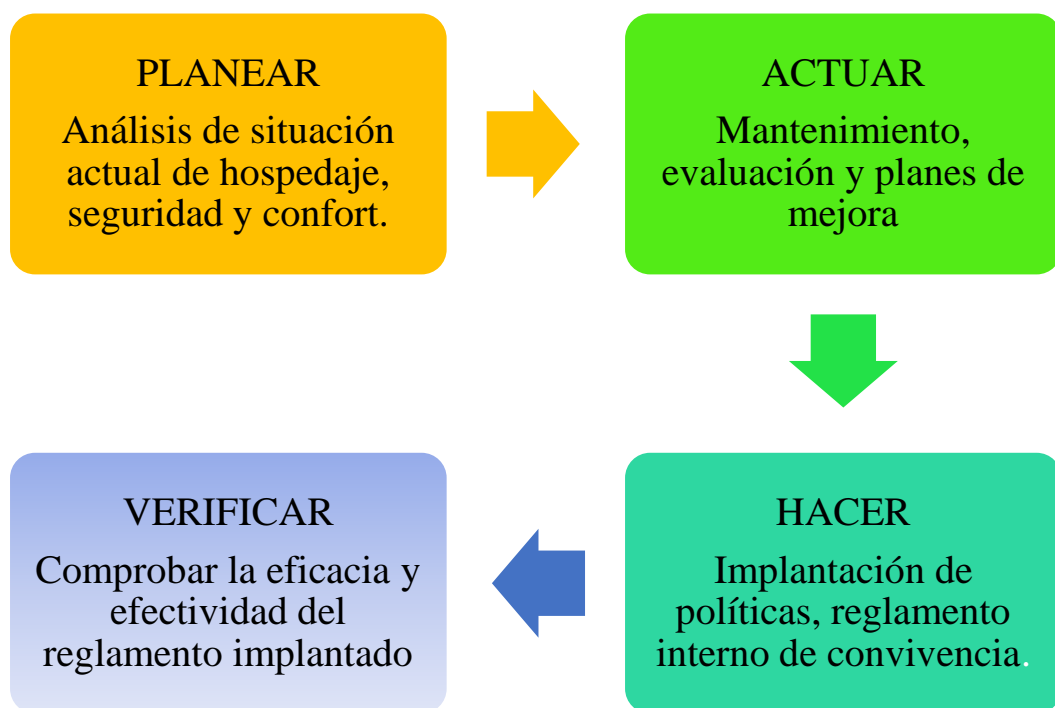 PLANEAR
Análisis de situación
actual de hospedaje,
seguridad y confort.
ACTUAR
Mantenimiento,
evaluación y planes de
mejora
HACER
Implantación de
políticas, reglamento
interno de convivencia.
VERIFICAR
Comprobar la eficacia y
efectividad del
reglamento implantado